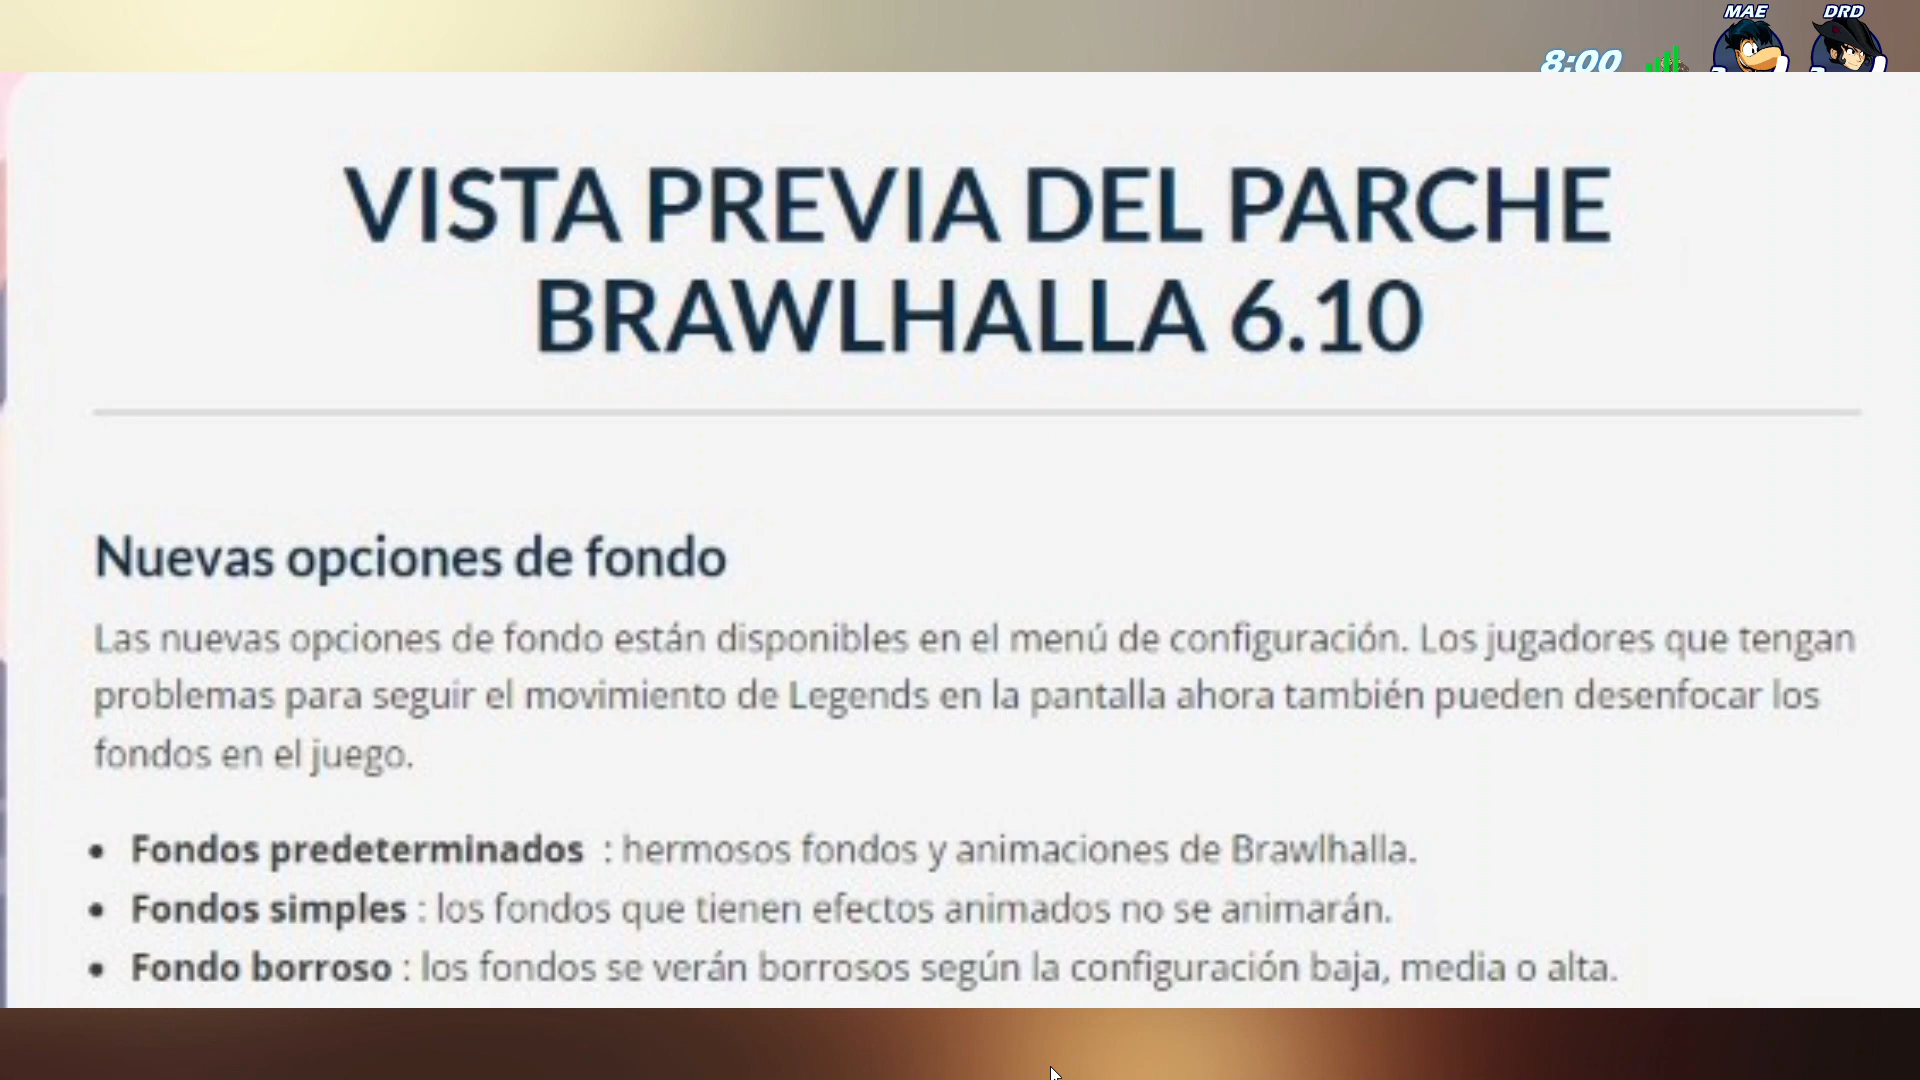 MAE DRD
8:00
VISTA PREVIA DEL PARCHE
BRAWLHALLA 6.10
Nuevas opciones de fondo
Las nuevas opciones de fondo están disponibles en el menú de configuración. Los jugadores que tengan
problemas para seguir el movimiento de Legends en la pantalla ahora también pueden desenfocar los
fondos en el juego.
• Fondos predeterminados : hermosos fondos y animaciones de Brawlhalla.
• Fondos simples : los fondos que tienen efectos animados no se animarán.
• Fondo borroso : los fondos se verán borrosos según la configuración baja, media o alta.